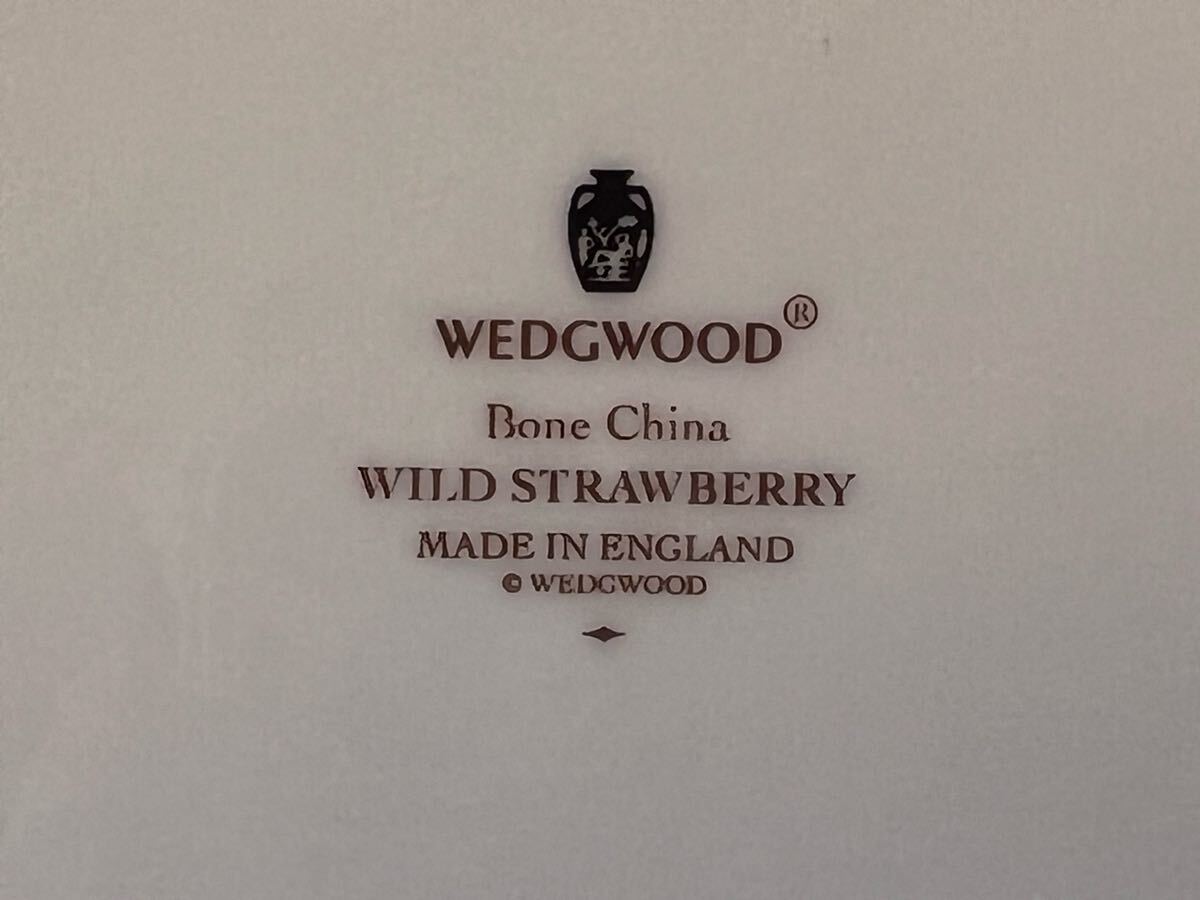 WEDGWOOD®
Bone China
WILD STRAWBERRY
MADE IN ENGLAND
© WEDGWOOD